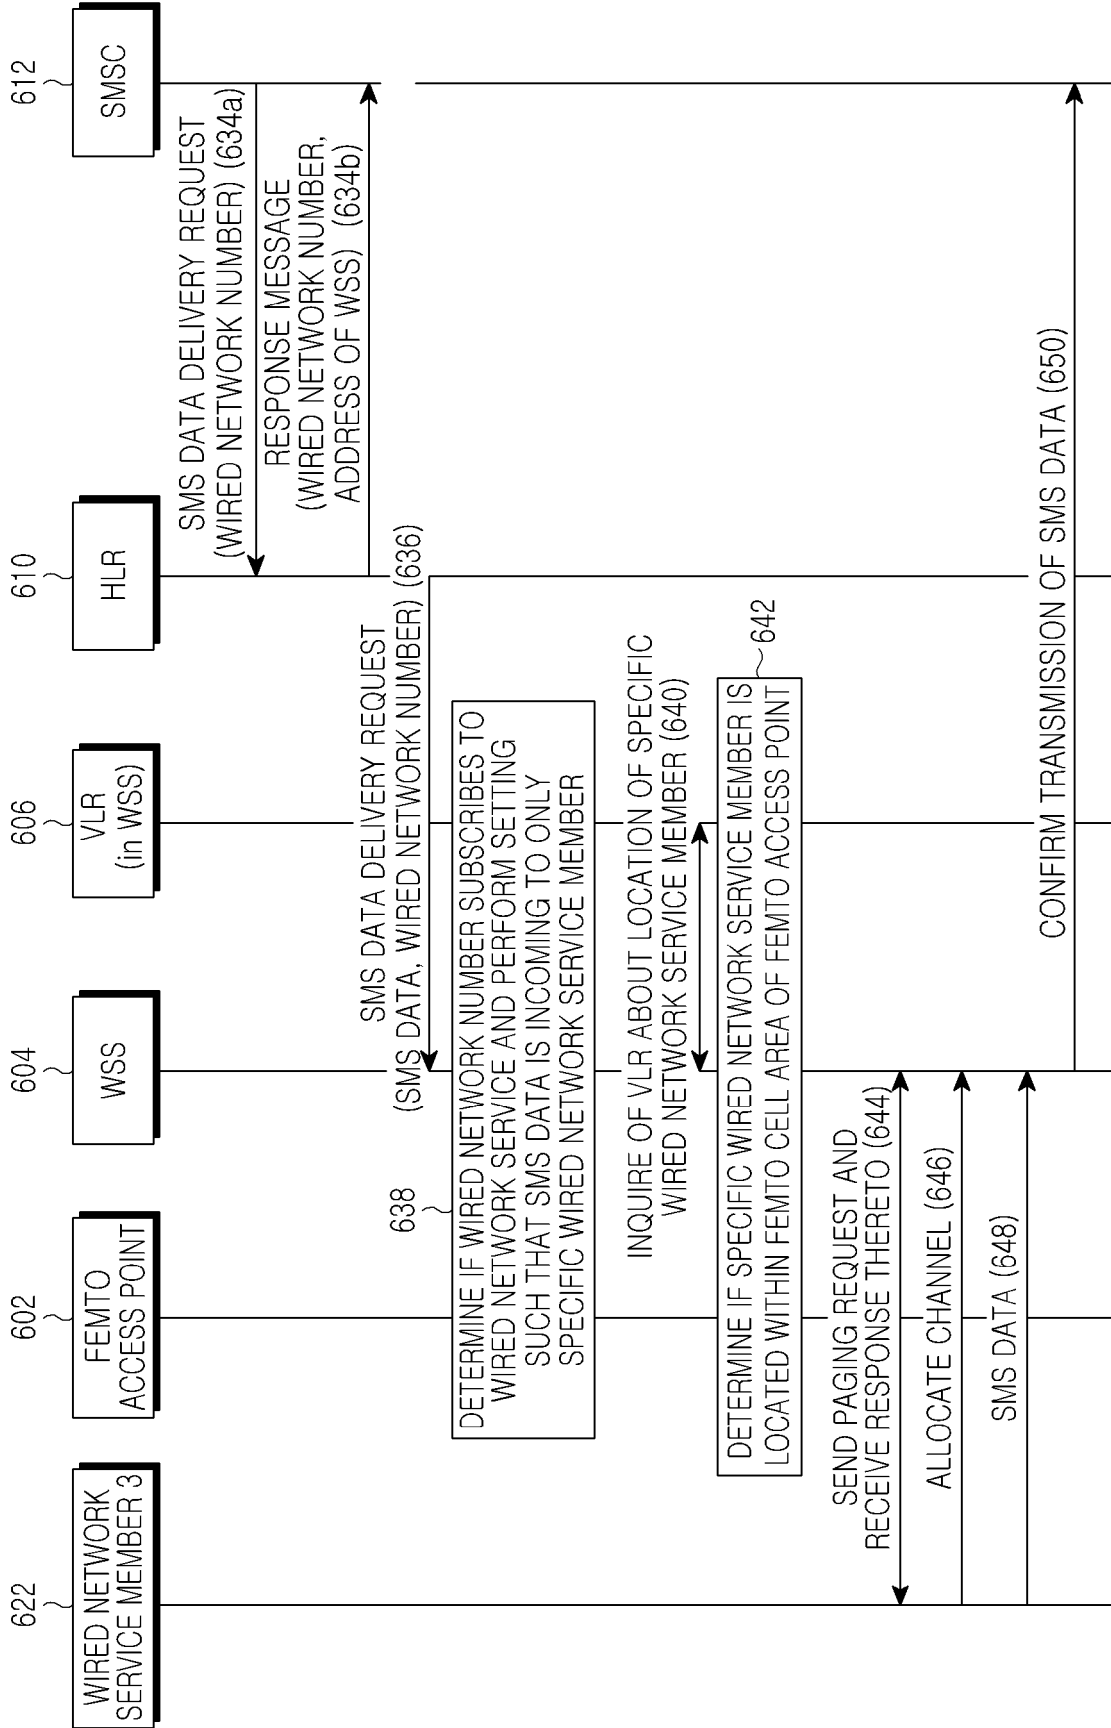 622
WIRED NETWORK
SERVICE MEMBER 3
602
FEMTO
ACCESS POINT
604
WSS
606
VLR
(in WSS)
610
HLR
612
SMSC
SMS DATA DELIVERY REQUEST
(WIRED NETWORK NUMBER) (634a)
RESPONSE MESSAGE
(WIRED NETWORK NUMBER,
ADDRESS OF WSS) (634b)
SMS DATA DELIVERY REQUEST
(SMS DATA, WIRED NETWORK NUMBER) (636)
638
DETERMINE IF WIRED NETWORK NUMBER SUBSCRIBES TO
WIRED NETWORK SERVICE AND PERFORM SETTING
SUCH THAT SMS DATA IS INCOMING TO ONLY
SPECIFIC WIRED NETWORK SERVICE MEMBER
INQUIRE OF VLR ABOUT LOCATION OF SPECIFIC
WIRED NETWORK SERVICE MEMBER (640)
642
DETERMINE IF SPECIFIC WIRED NETWORK SERVICE MEMBER IS
LOCATED WITHIN FEMTO CELL AREA OF FEMTO ACCESS POINT
SEND PAGING REQUEST AND
RECEIVE RESPONSE THERETO (644)
ALLOCATE CHANNEL (646)
SMS DATA (648)
CONFIRM TRANSMISSION OF SMS DATA (650)